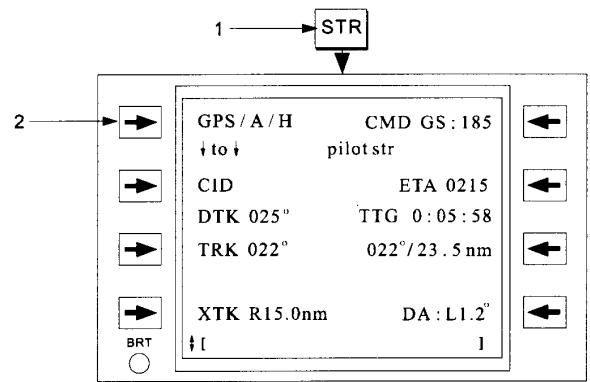 1 STR
2
GPS/A/H CMD GS:185
↓to↓ pilot str
CID ETA 0215
DTK 025° TTG 0:05:58
TRK 022° 022°/23.5nm
XTK R15.0nm DA:L1.2°
BRT
[ ]